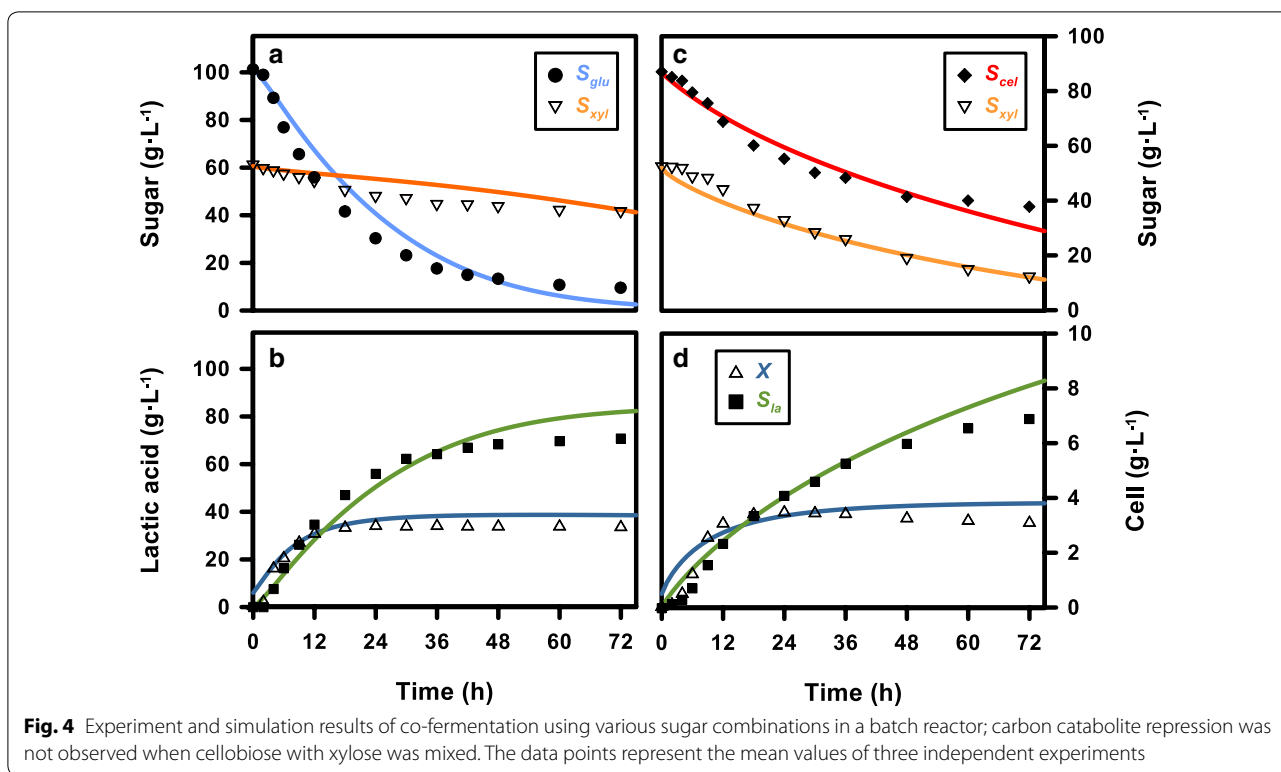 a
S_glu
S_xyl
Sugar (g·L⁻¹)
100
80
60
40
20
0
c
S_cel
S_xyl
100
80
60
40
20
0
Sugar (g·L⁻¹)
b
Lactic acid (g·L⁻¹)
100
80
60
40
20
0
0 12 24 36 48 60 72
Time (h)
d
X
S_la
10
8
6
4
2
0
Cell (g·L⁻¹)
0 12 24 36 48 60 72
Time (h)
Fig. 4 Experiment and simulation results of co-fermentation using various sugar combinations in a batch reactor; carbon catabolite repression was
not observed when cellobiose with xylose was mixed. The data points represent the mean values of three independent experiments